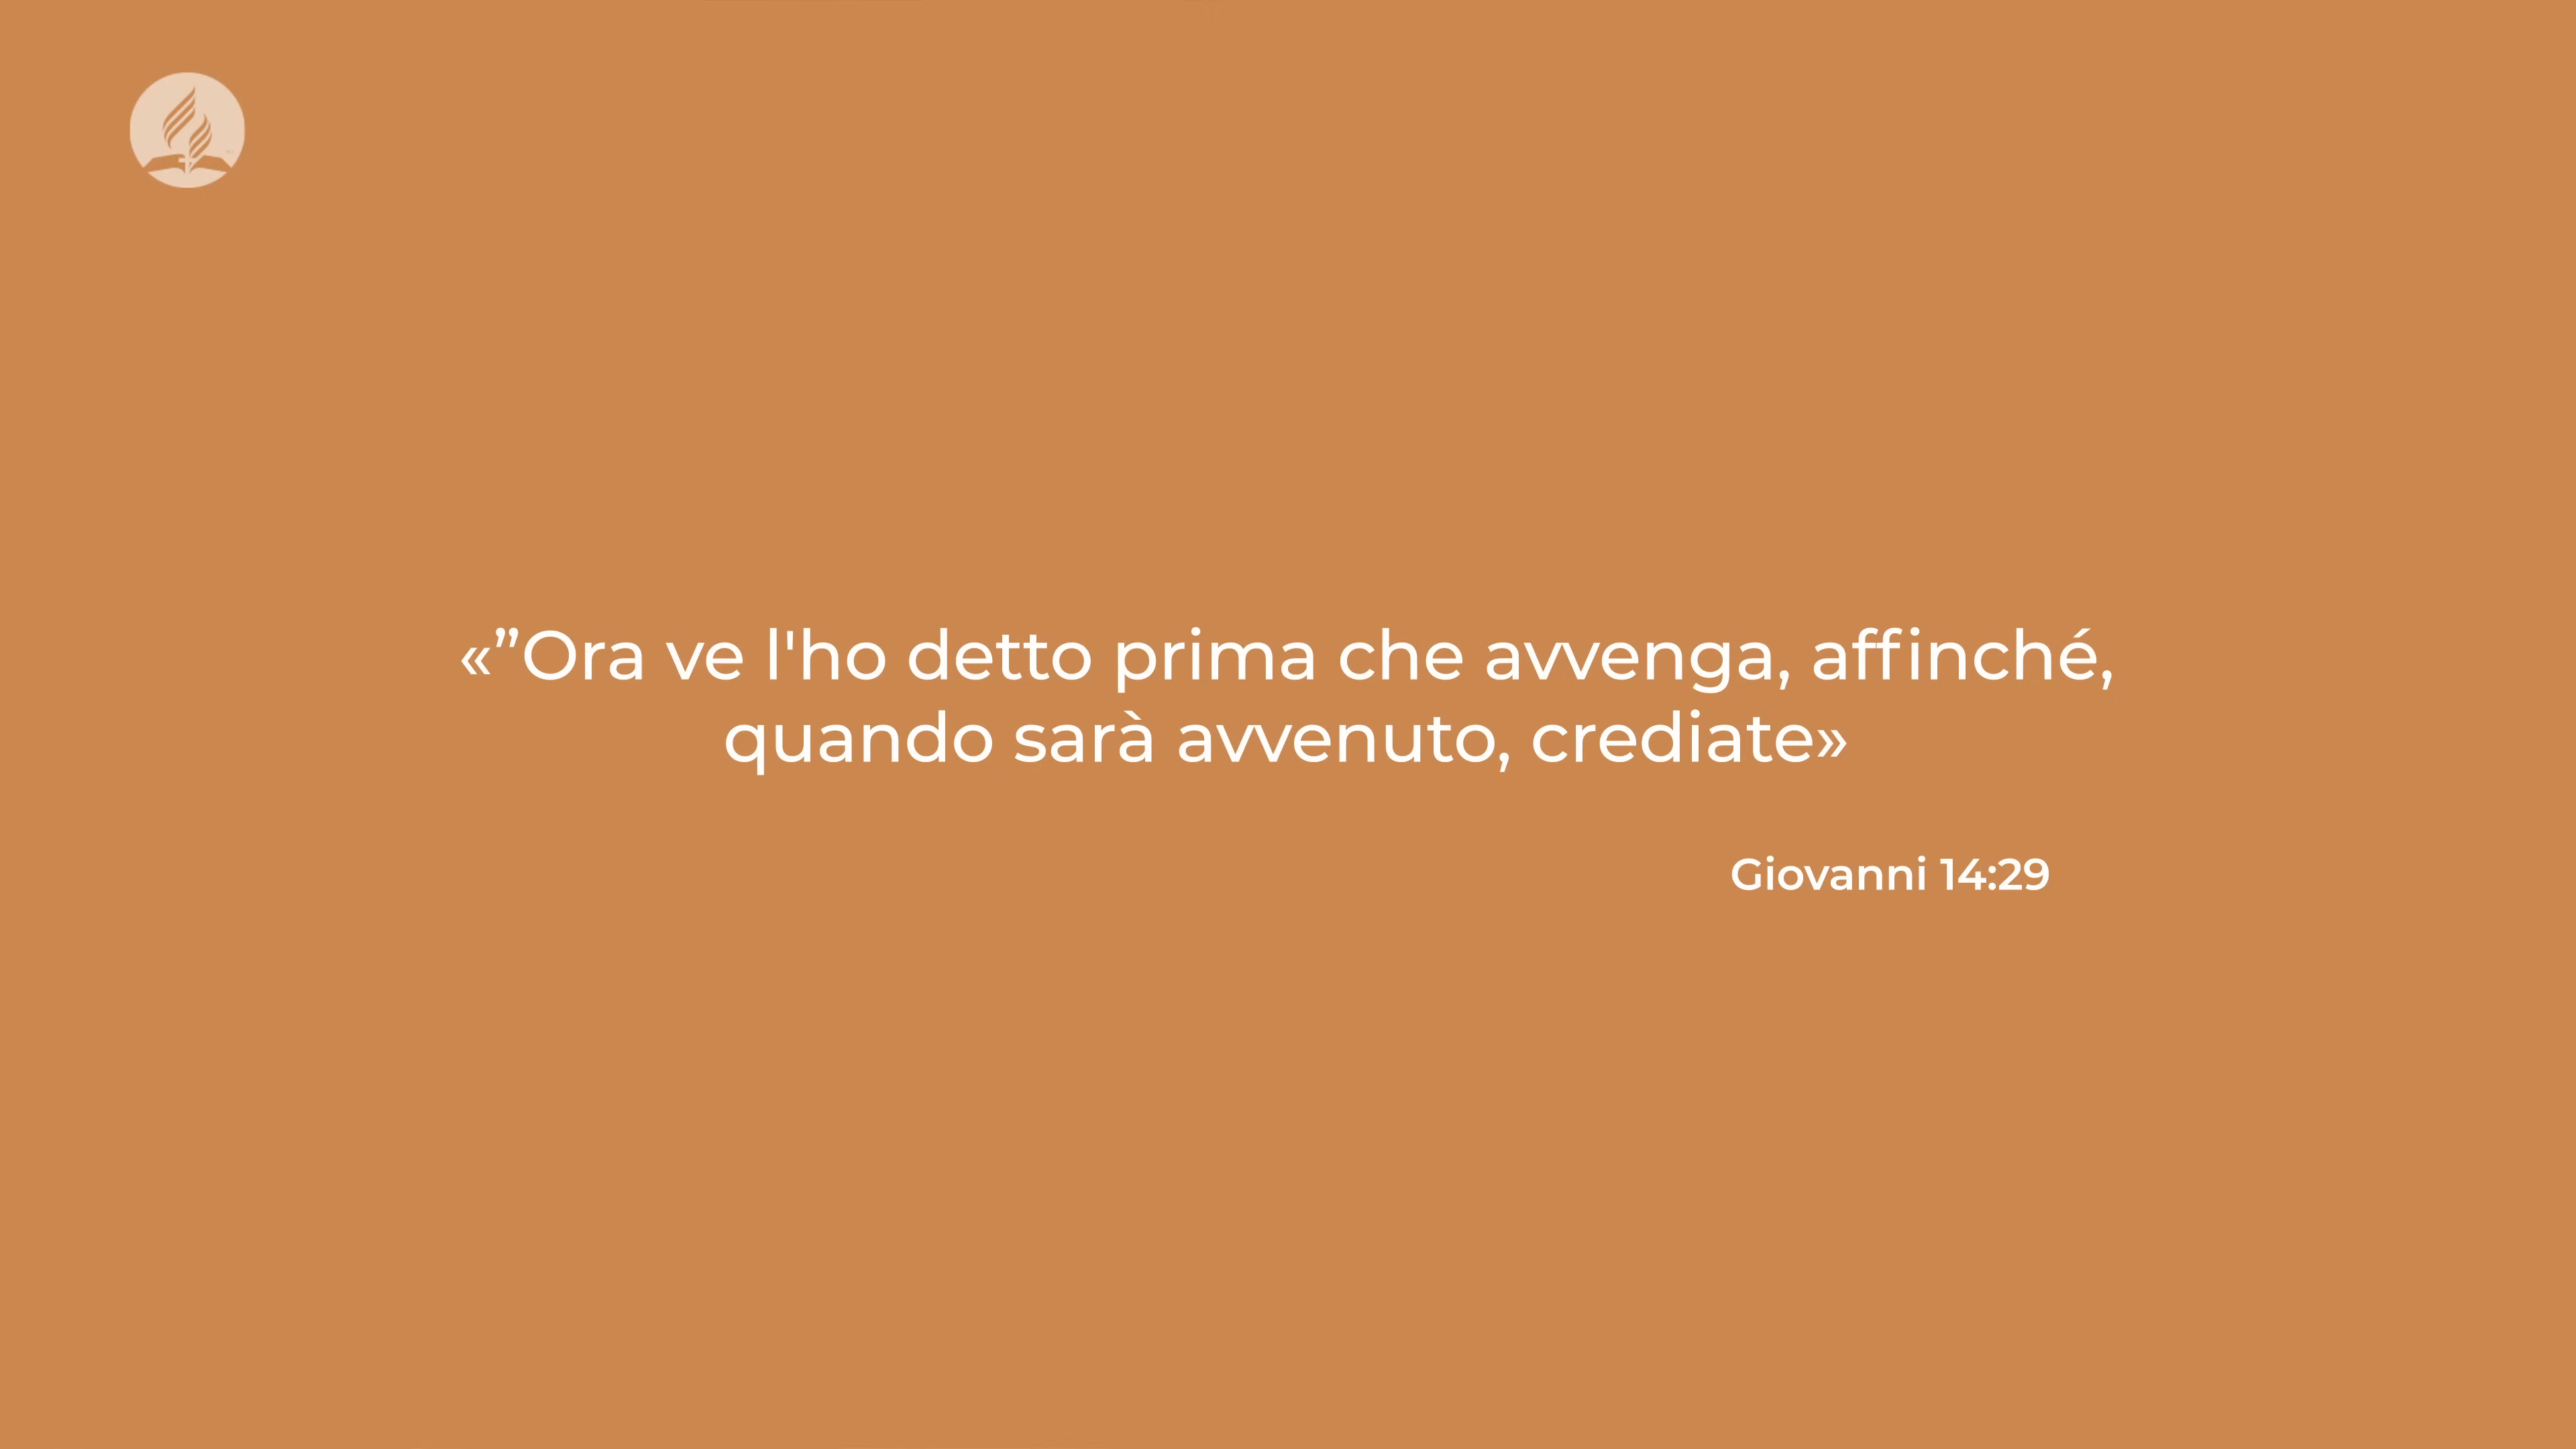 «”Ora ve l'ho detto prima che avvenga, affinché,
quando sarà avvenuto, crediate»
Giovanni 14:29